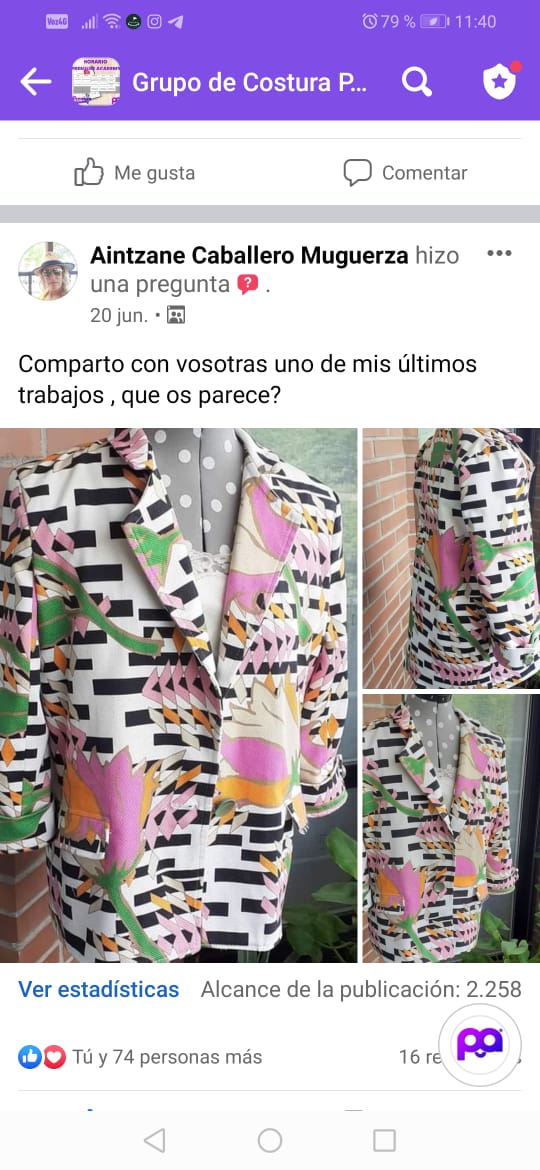 Vo4G 79 % 11:40
HORARIO
Grupo de Costura P...
Me gusta Comentar
Aintzane Caballero Muguerza hizo
una pregunta
20 jun. •
Comparto con vosotras uno de mis últimos
trabajos , que os parece?
Ver estadísticas Alcance de la publicación: 2.258
Tú y 74 personas más 16 re